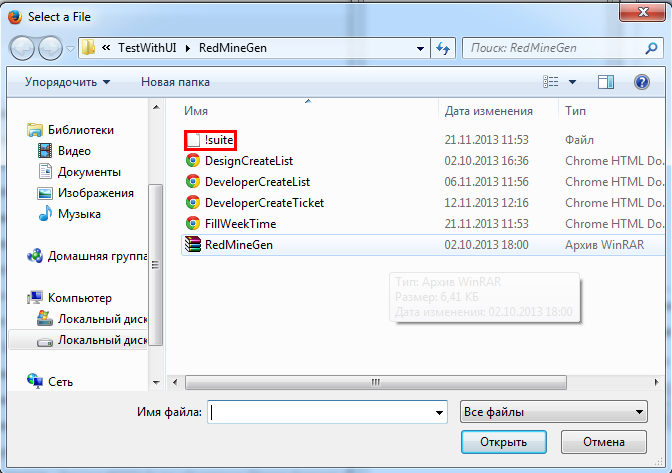 Select a File
« TestWithUI ▸ RedMineGen
Поиск: RedMineGen
Упорядочить ▾ Новая папка
Имя Дата изменения Тип
!suite 21.11.2013 11:53 Файл
DesignCreateList 02.10.2013 16:36 Chrome HTML Do...
DeveloperCreateList 06.11.2013 11:56 Chrome HTML Do...
DeveloperCreateTicket 12.11.2013 12:16 Chrome HTML Do...
FillWeekTime 21.11.2013 11:53 Chrome HTML Do...
RedMineGen 02.10.2013 18:00 Архив WinRAR
Библиотеки
Видео
Документы
Изображения
Музыка
Домашняя группа
Компьютер
Локальный диск
Локальный диск
Сеть
Тип: Архив WinRAR
Размер: 6,41 КБ
Дата изменения: 02.10.2013 18:00
Имя файла:
Все файлы
Открыть Отмена